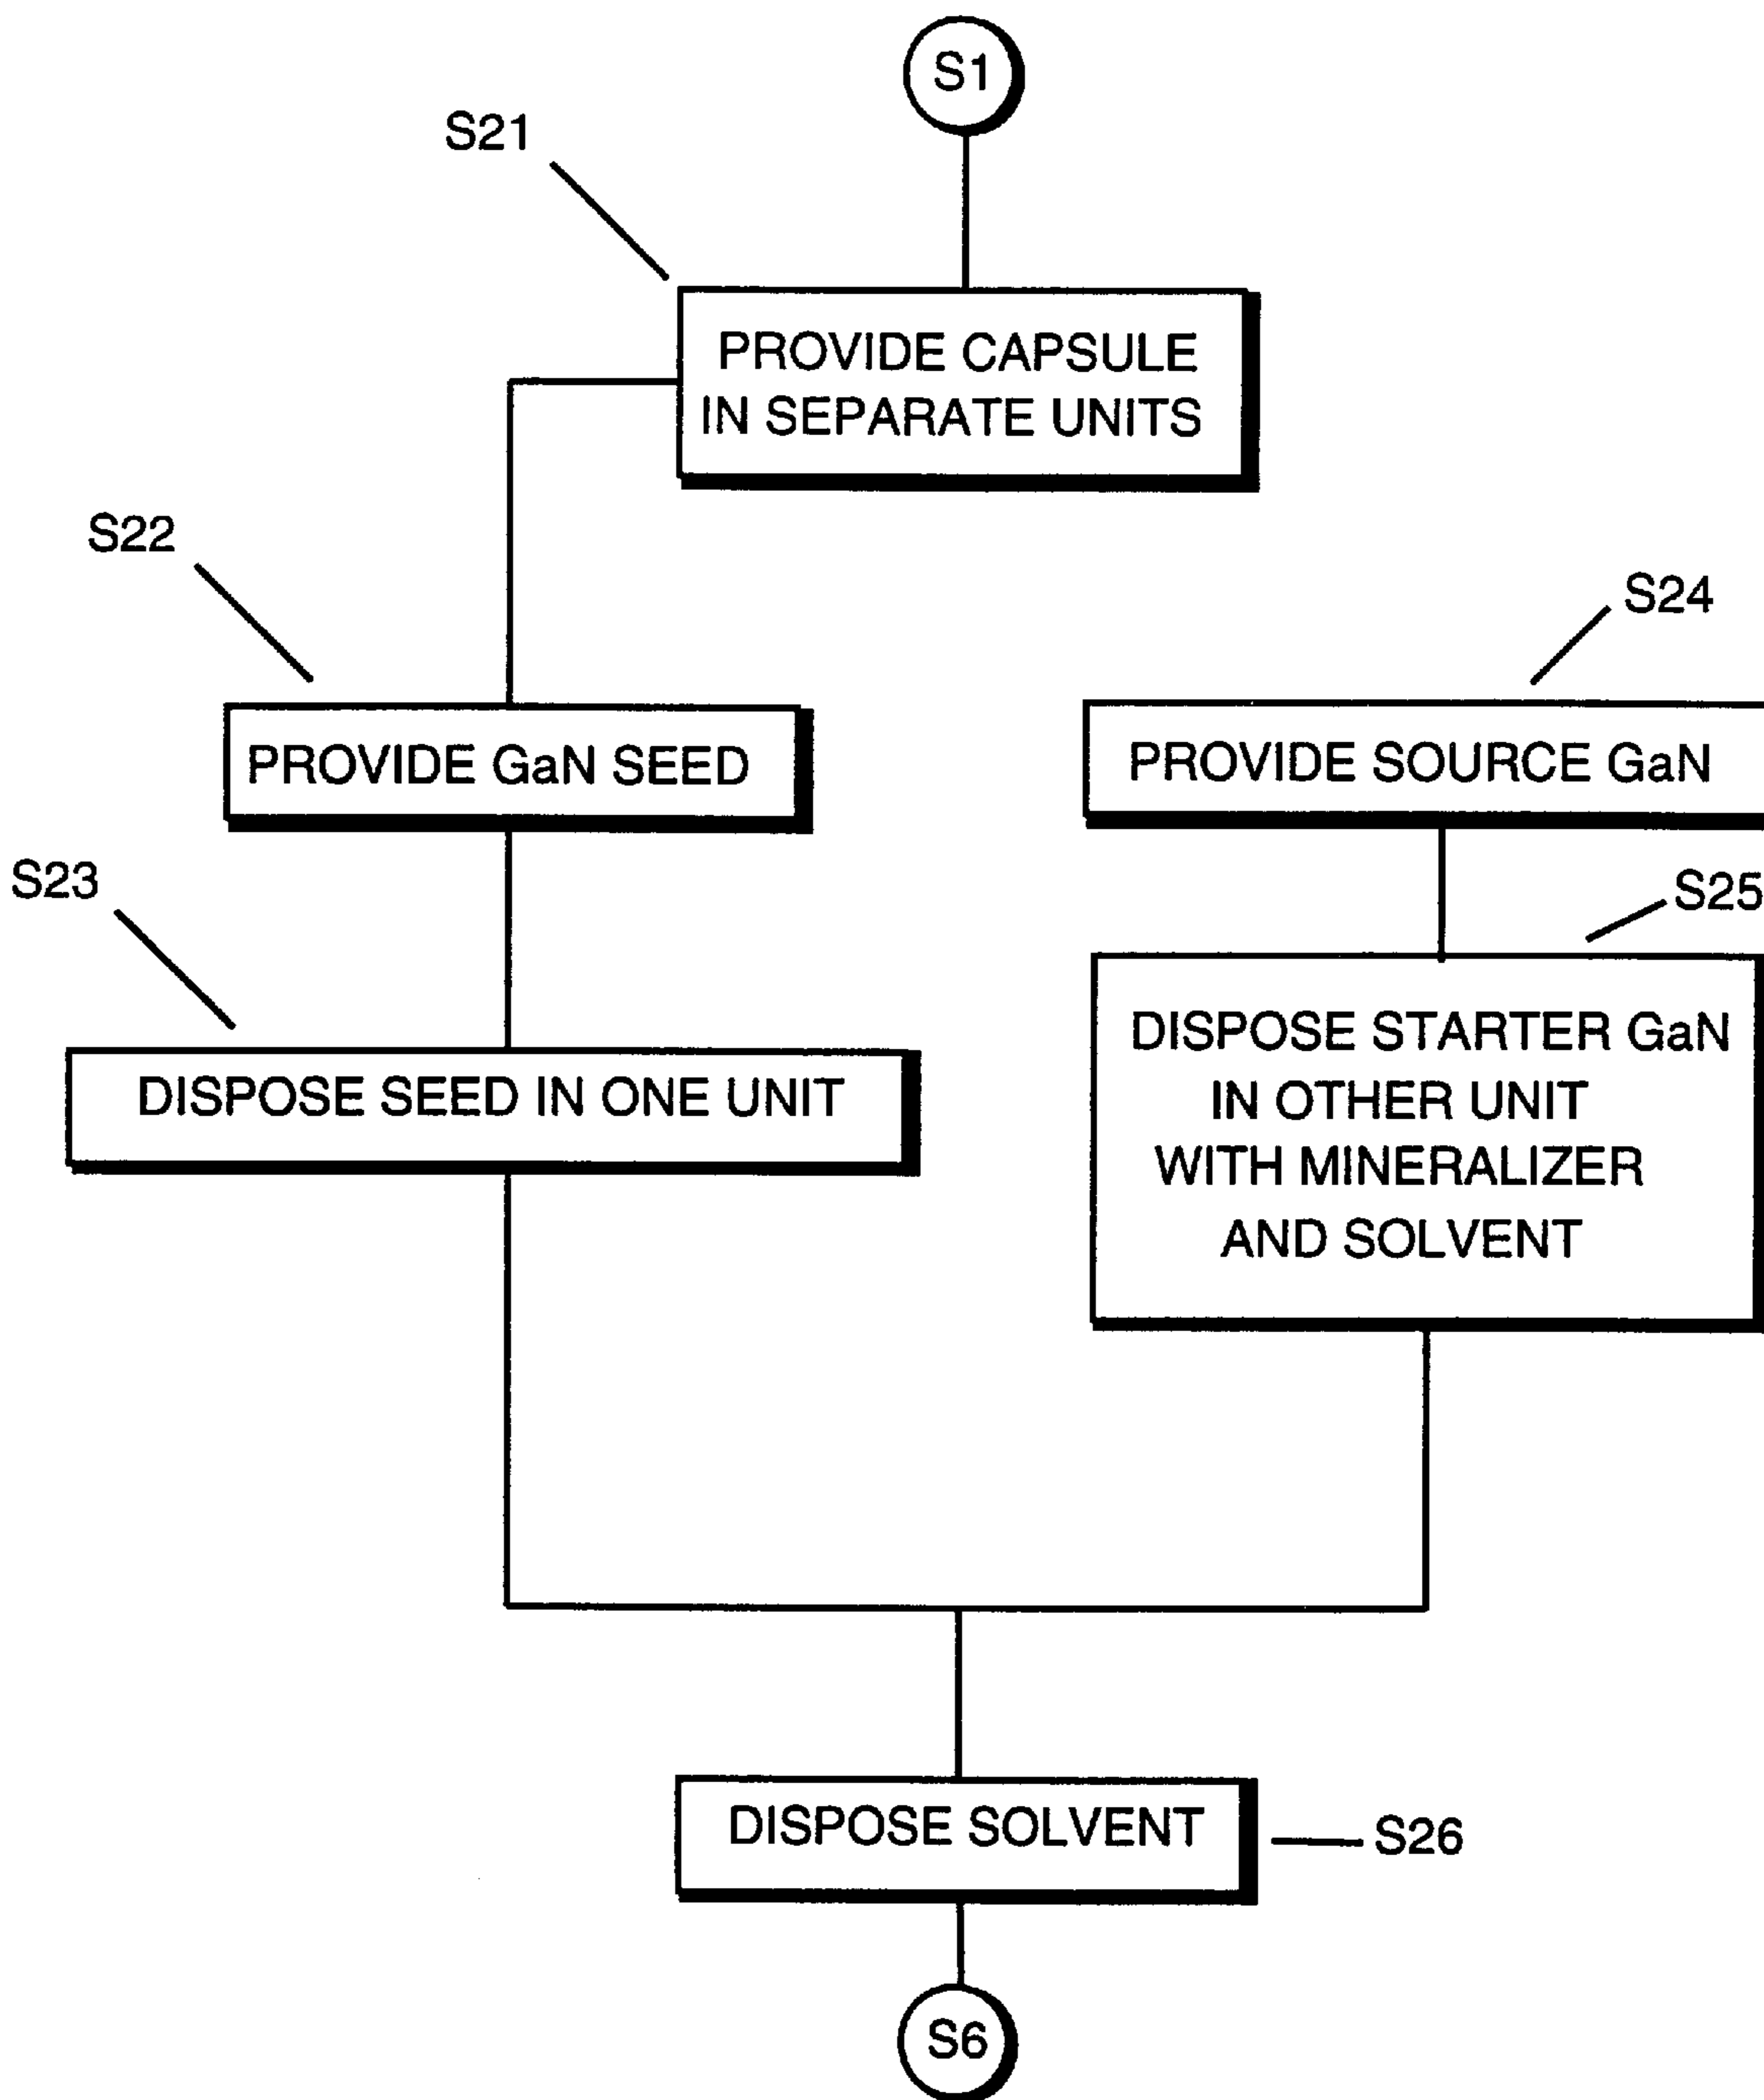 S1
S21
PROVIDE CAPSULE
IN SEPARATE UNITS
S22
PROVIDE GaN SEED
S24
PROVIDE SOURCE GaN
S23
DISPOSE SEED IN ONE UNIT
S25
DISPOSE STARTER GaN
IN OTHER UNIT
WITH MINERALIZER
AND SOLVENT
DISPOSE SOLVENT
S26
S6